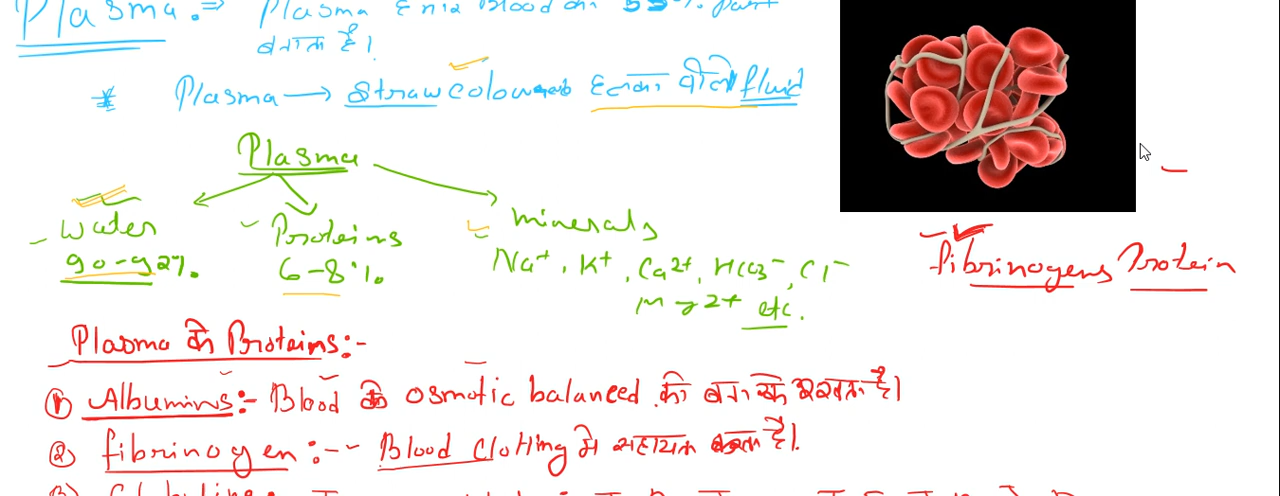 Plasma :⇒ Plasma हमारे Blood का 55% part
बनाता है।
* Plasma → straw coloured हल्का पीला fluid
Plasma
Water
90-92%.
Proteins
6-8%.
minerals
Na+, K+, Ca2+, HCO3-, Cl-
Mg2+ etc.
fibrinogens Protein
Plasma के Proteins:-
① Albumins:- Blood के osmotic balanced को बनाये रखता है।
② fibrinogen:-- Blood Clotting मे सहायता करता है।